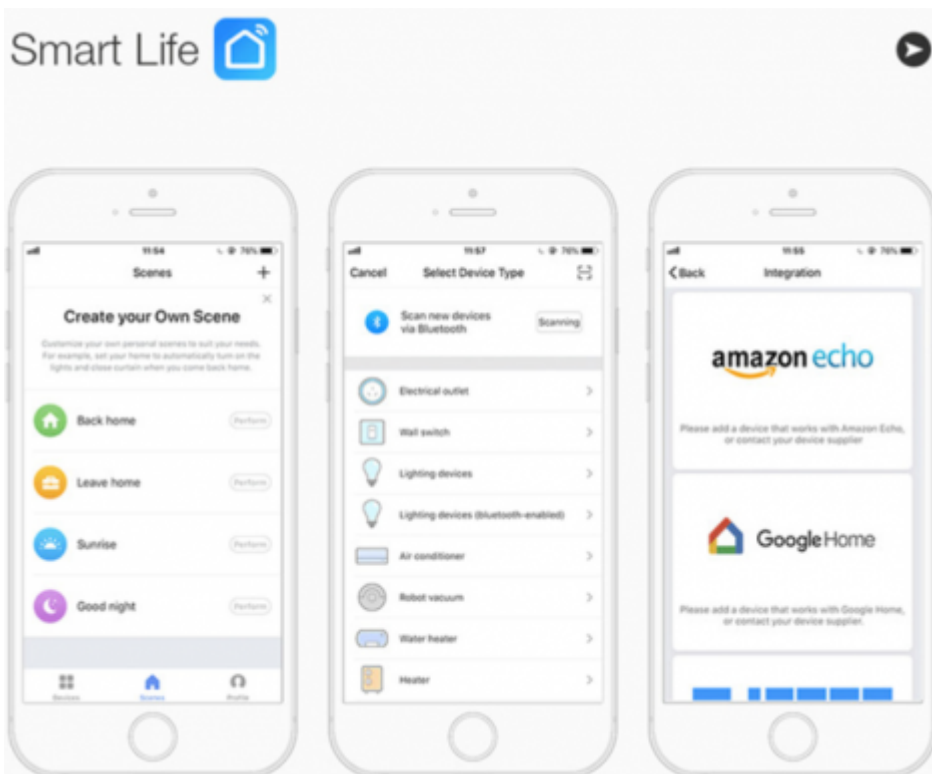 Smart Life
11:54
76%
Scenes
+
Create your Own Scene
Customize your own personal scenes to suit your needs.
For example, set your home to automatically turn on the
lights and close curtain when you come back home.
Back home
Perform
Leave home
Perform
Sunrise
Perform
Good night
Perform
Devices
Scenes
Profile
11:57
76%
Cancel
Select Device Type
Scan new devices
via Bluetooth
Scanning
Electrical outlet
Wall switch
Lighting devices
Lighting devices (bluetooth-enabled)
Air conditioner
Robot vacuum
Water heater
Heater
11:55
76%
Back
Integration
amazon echo
Please add a device that works with Amazon Echo,
or contact your device supplier
Google Home
Please add a device that works with Google Home,
or contact your device supplier.